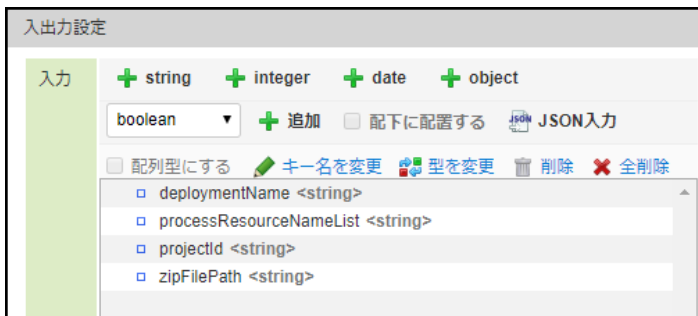 入出力設定
入力
string integer date object
boolean ▼ 追加 配下に配置する JSON JSON入力
配列型にする キー名を変更 型を変更 削除 全削除
deploymentName <string>
processResourceNameList <string>
projectId <string>
zipFilePath <string>